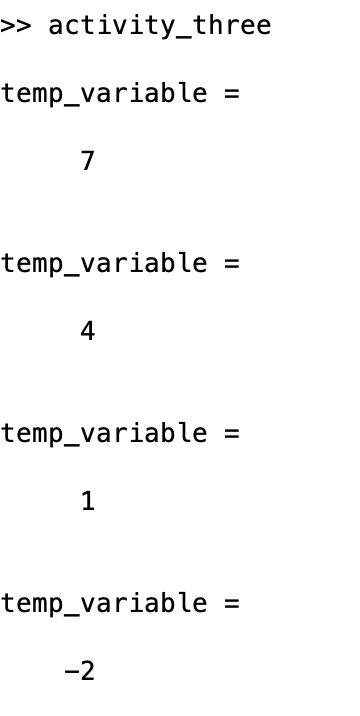 >> activity_three
temp_variable =
7
temp_variable =
4
temp_variable =
1
temp_variable =
-2